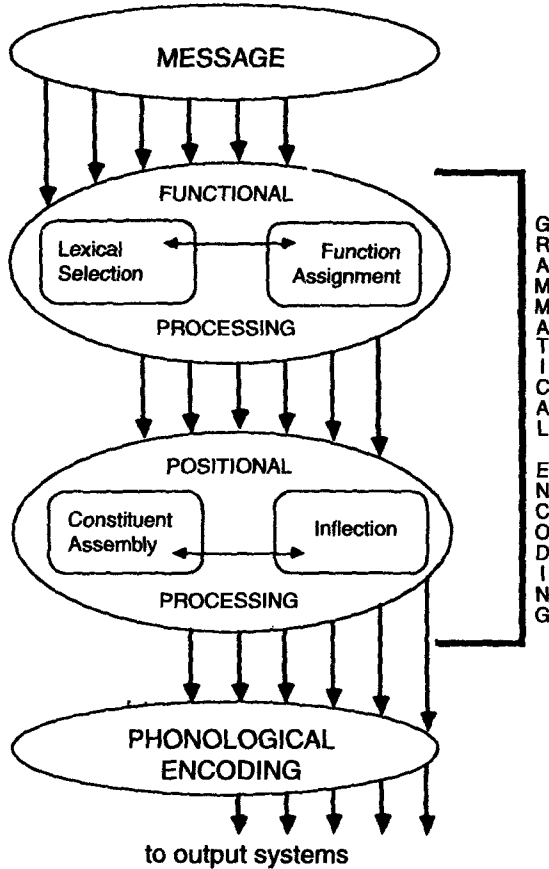 MESSAGE
FUNCTIONAL
Lexical
Selection
Function
Assignment
PROCESSING
POSITIONAL
Constituent
Assembly
Inflection
PROCESSING
GRAMMATICAL ENCODING
PHONOLOGICAL
ENCODING
to output systems